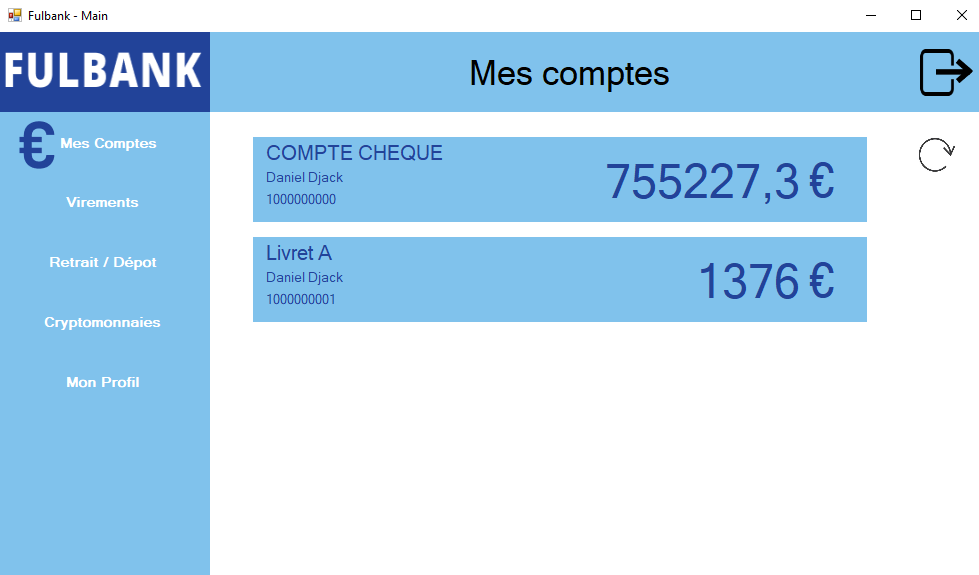 Fulbank - Main
FULBANK
Mes comptes
€ Mes Comptes
Virements
Retrait / Dépot
Cryptomonnaies
Mon Profil
COMPTE CHEQUE
Daniel Djack
1000000000
755227,3 €
Livret A
Daniel Djack
1000000001
1376 €